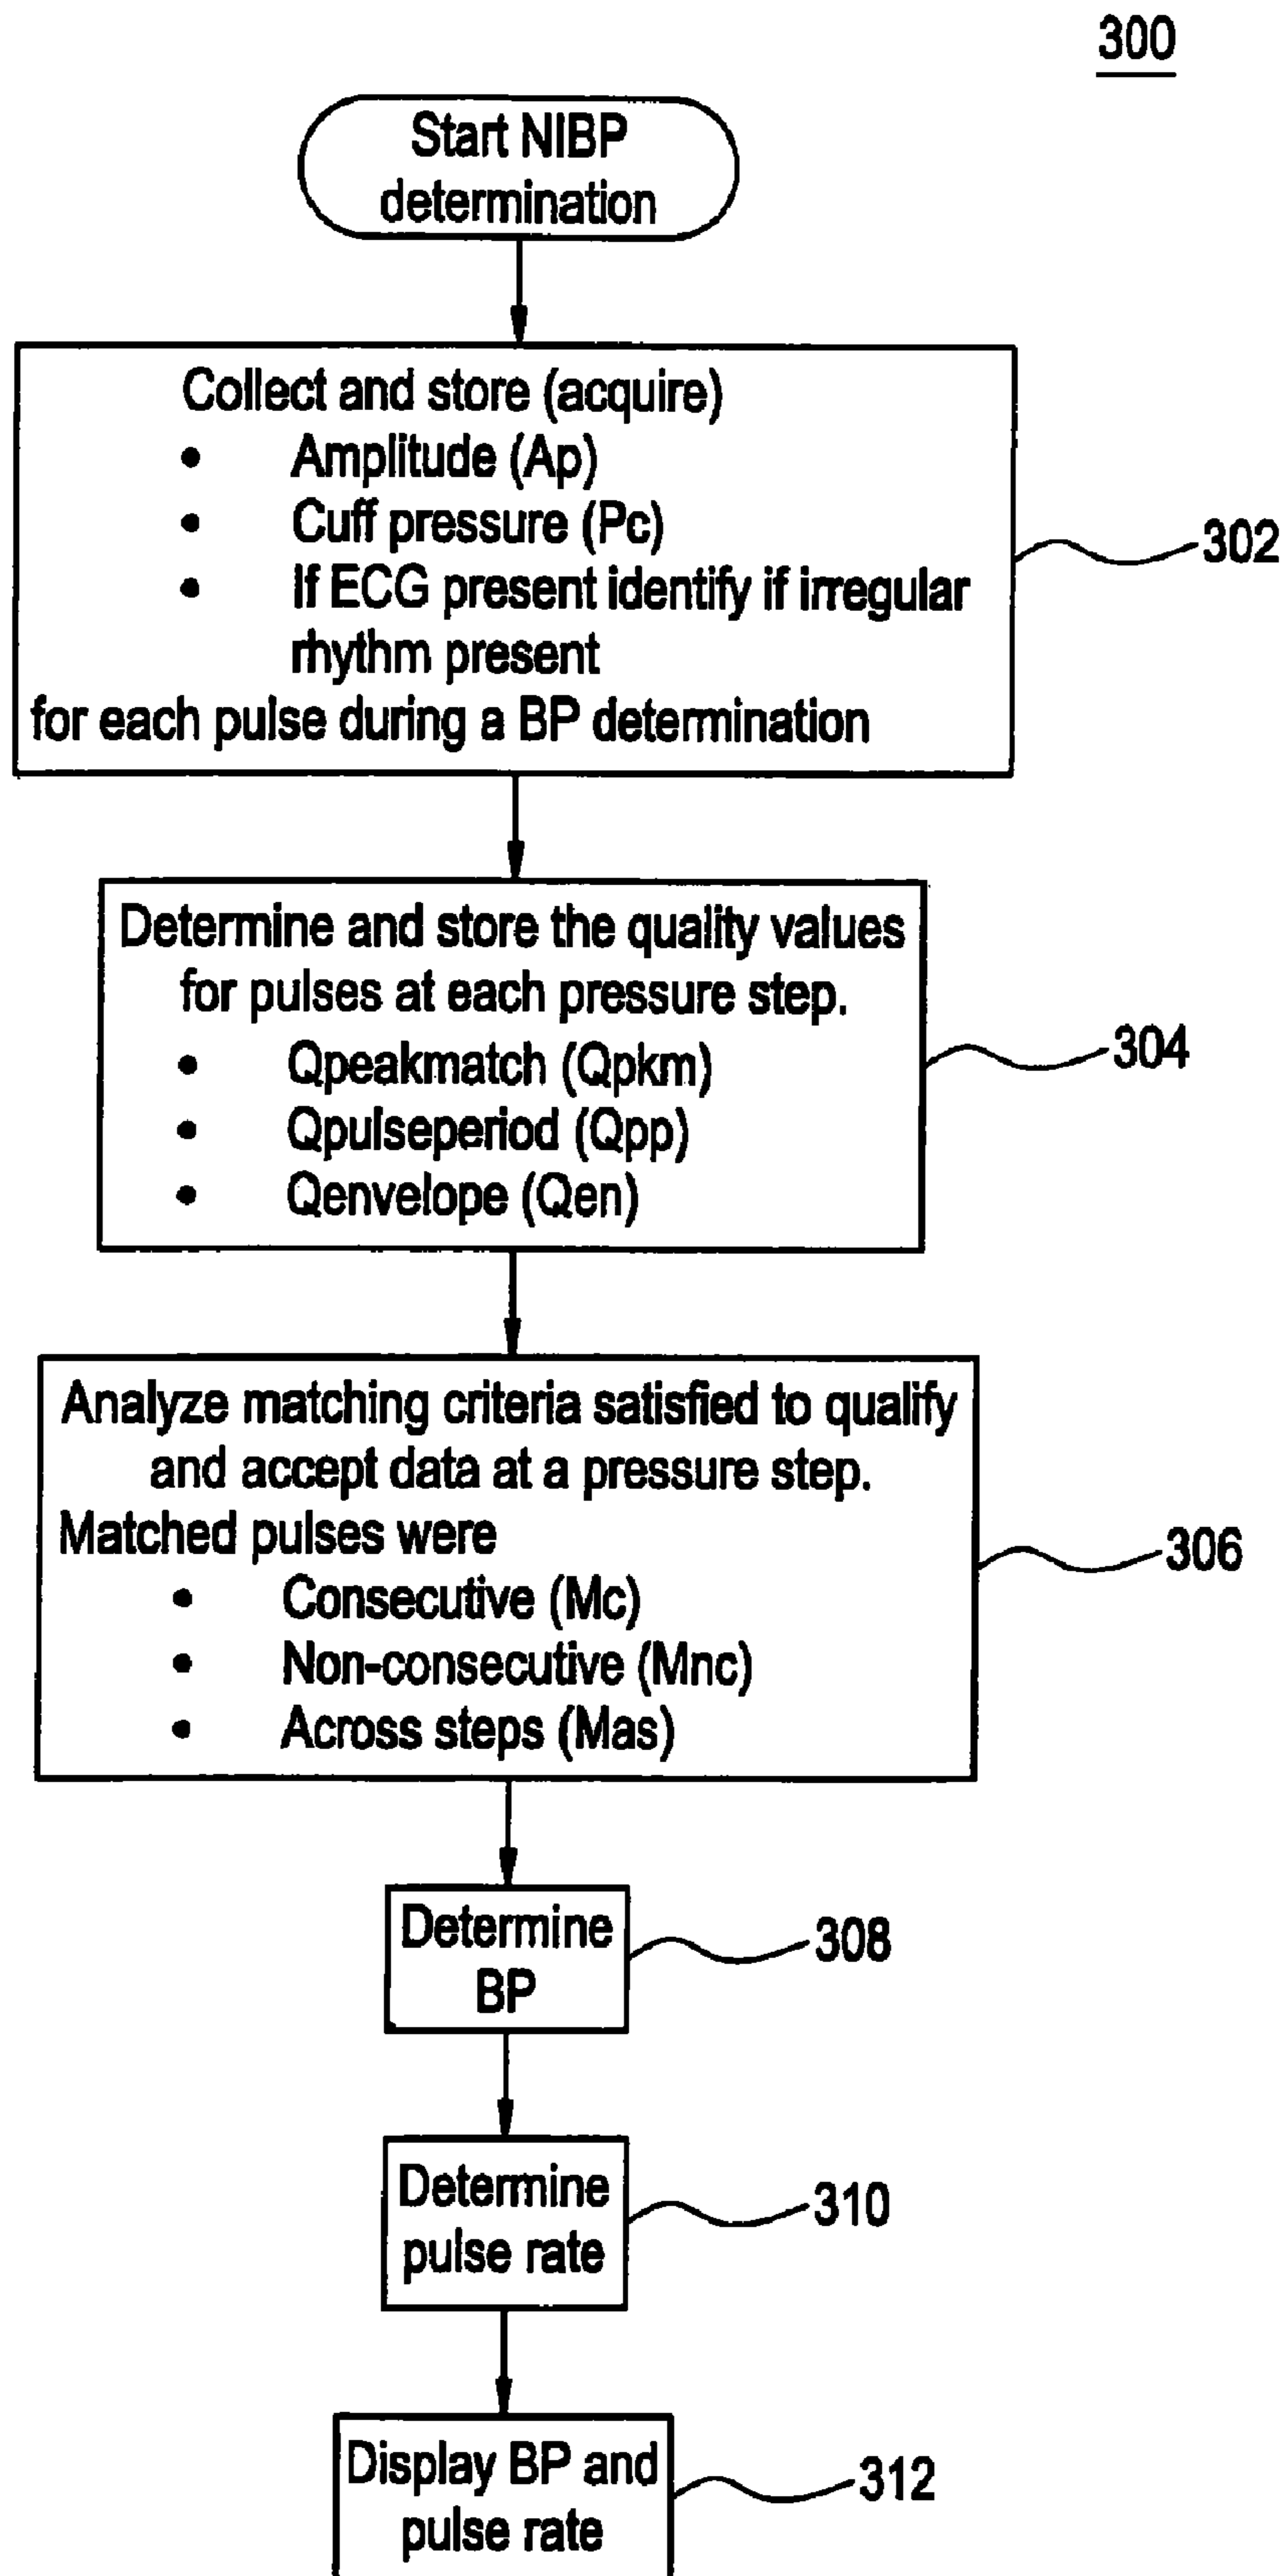 300
Start NIBP
determination
Collect and store (acquire)
• Amplitude (Ap)
• Cuff pressure (Pc)
• If ECG present identify if irregular
rhythm present
for each pulse during a BP determination
302
Determine and store the quality values
for pulses at each pressure step.
• Qpeakmatch (Qpkm)
• Qpulseperiod (Qpp)
• Qenvelope (Qen)
304
Analyze matching criteria satisfied to qualify
and accept data at a pressure step.
Matched pulses were
• Consecutive (Mc)
• Non-consecutive (Mnc)
• Across steps (Mas)
306
Determine
BP
308
Determine
pulse rate
310
Display BP and
pulse rate
312